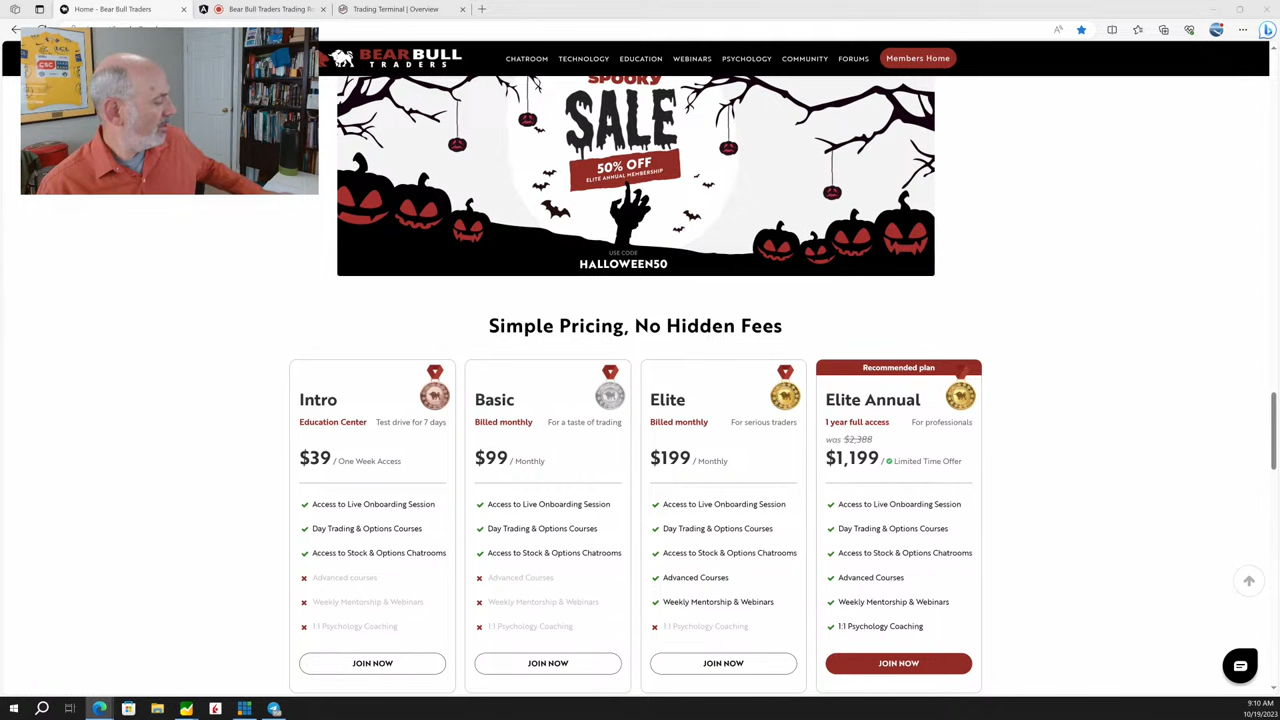 Home - Bear Bull Traders
Bear Bull Traders Trading Ro
Trading Terminal | Overview
BEAR BULL
TRADERS
CHATROOM TECHNOLOGY EDUCATION WEBINARS PSYCHOLOGY COMMUNITY FORUMS Members Home
SPOOKY
SALE
50% OFF
ELITE ANNUAL MEMBERSHIP
USE CODE
HALLOWEEN50
Simple Pricing, No Hidden Fees
Intro
Education Center Test drive for 7 days
$39 / One Week Access
Access to Live Onboarding Session
Day Trading & Options Courses
Access to Stock & Options Chatrooms
Advanced courses
Weekly Mentorship & Webinars
1:1 Psychology Coaching
JOIN NOW
Basic
Billed monthly For a taste of trading
$99 / Monthly
Access to Live Onboarding Session
Day Trading & Options Courses
Access to Stock & Options Chatrooms
Advanced Courses
Weekly Mentorship & Webinars
1:1 Psychology Coaching
JOIN NOW
Elite
Billed monthly For serious traders
$199 / Monthly
Access to Live Onboarding Session
Day Trading & Options Courses
Access to Stock & Options Chatrooms
Advanced Courses
Weekly Mentorship & Webinars
1:1 Psychology Coaching
JOIN NOW
Recommended plan
Elite Annual
1 year full access For professionals
was $2,388
$1,199 / Limited Time Offer
Access to Live Onboarding Session
Day Trading & Options Courses
Access to Stock & Options Chatrooms
Advanced Courses
Weekly Mentorship & Webinars
1:1 Psychology Coaching
JOIN NOW
CSC
LCL
9:10 AM
10/19/2023